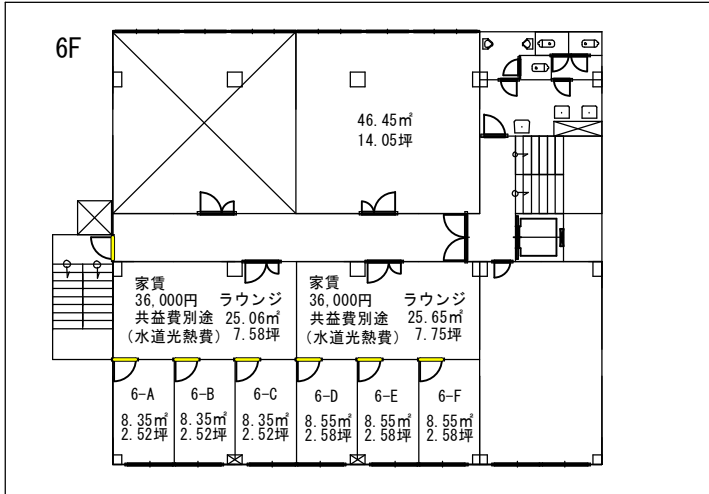 6F
46.45㎡
14.05坪
家賃
36,000円
共益費別途
(水道光熱費)
ラウンジ
25.06㎡
7.58坪
家賃
36,000円
共益費別途
(水道光熱費)
ラウンジ
25.65㎡
7.75坪
6-A
8.35㎡
2.52坪
6-B
8.35㎡
2.52坪
6-C
8.35㎡
2.52坪
6-D
8.55㎡
2.58坪
6-E
8.55㎡
2.58坪
6-F
8.55㎡
2.58坪